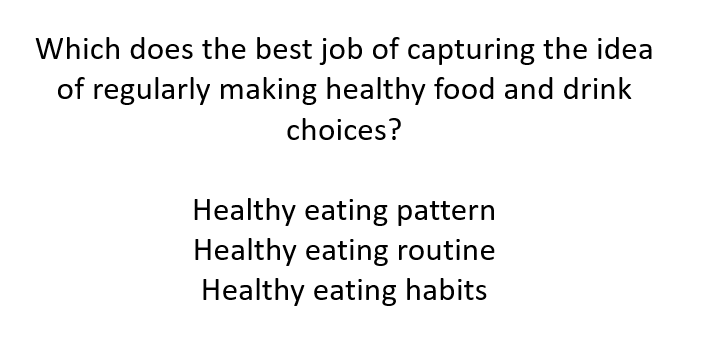 Which does the best job of capturing the idea
of regularly making healthy food and drink
choices?
Healthy eating pattern
Healthy eating routine
Healthy eating habits